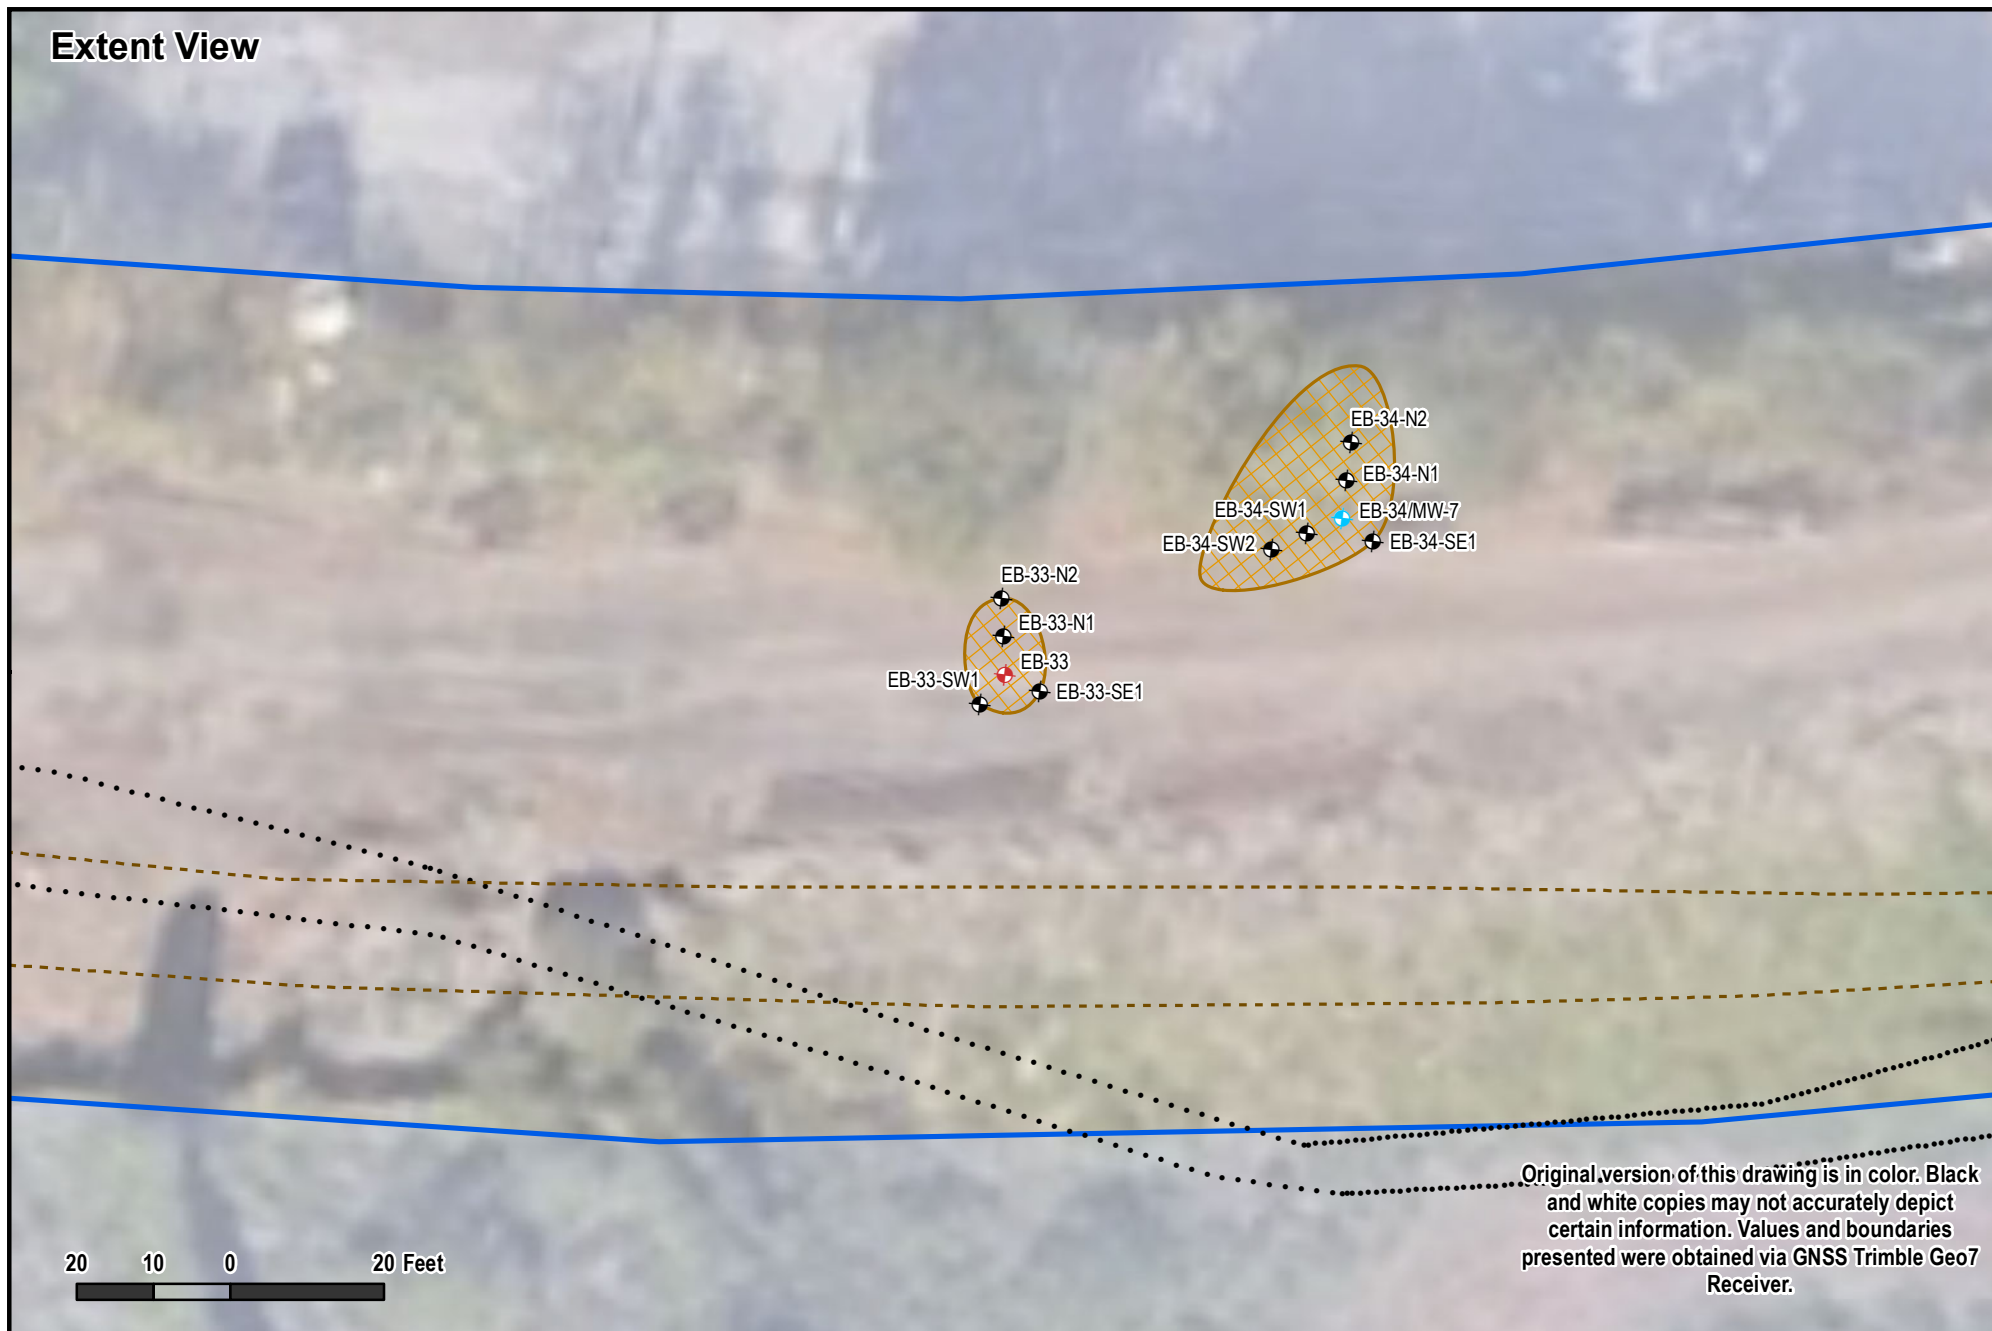 Extent View
EB-34-N2
EB-34-N1
EB-34-SW1
EB-34/MW-7
EB-34-SW2
EB-34-SE1
EB-33-N2
EB-33-N1
EB-33
EB-33-SW1
EB-33-SE1
Original version of this drawing is in color. Black
and white copies may not accurately depict
certain information. Values and boundaries
presented were obtained via GNSS Trimble Geo7
Receiver.
20 10 0 20 Feet